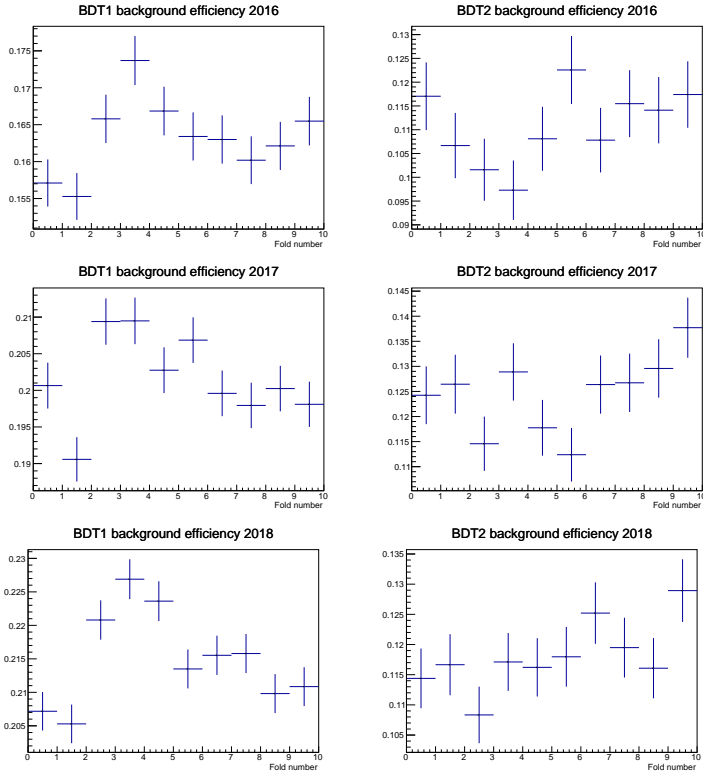 BDT1 background efficiency 2016
0.175
0.17
0.165
0.16
0.155
0 1 2 3 4 5 6 7 8 9 10
Fold number
BDT2 background efficiency 2016
0.13
0.125
0.12
0.115
0.11
0.105
0.1
0.095
0.09
0 1 2 3 4 5 6 7 8 9 10
Fold number
BDT1 background efficiency 2017
0.21
0.205
0.2
0.195
0.19
0 1 2 3 4 5 6 7 8 9 10
Fold number
BDT2 background efficiency 2017
0.145
0.14
0.135
0.13
0.125
0.12
0.115
0.11
0 1 2 3 4 5 6 7 8 9 10
Fold number
BDT1 background efficiency 2018
0.23
0.225
0.22
0.215
0.21
0.205
0 1 2 3 4 5 6 7 8 9 10
Fold number
BDT2 background efficiency 2018
0.135
0.13
0.125
0.12
0.115
0.11
0.105
0 1 2 3 4 5 6 7 8 9 10
Fold number